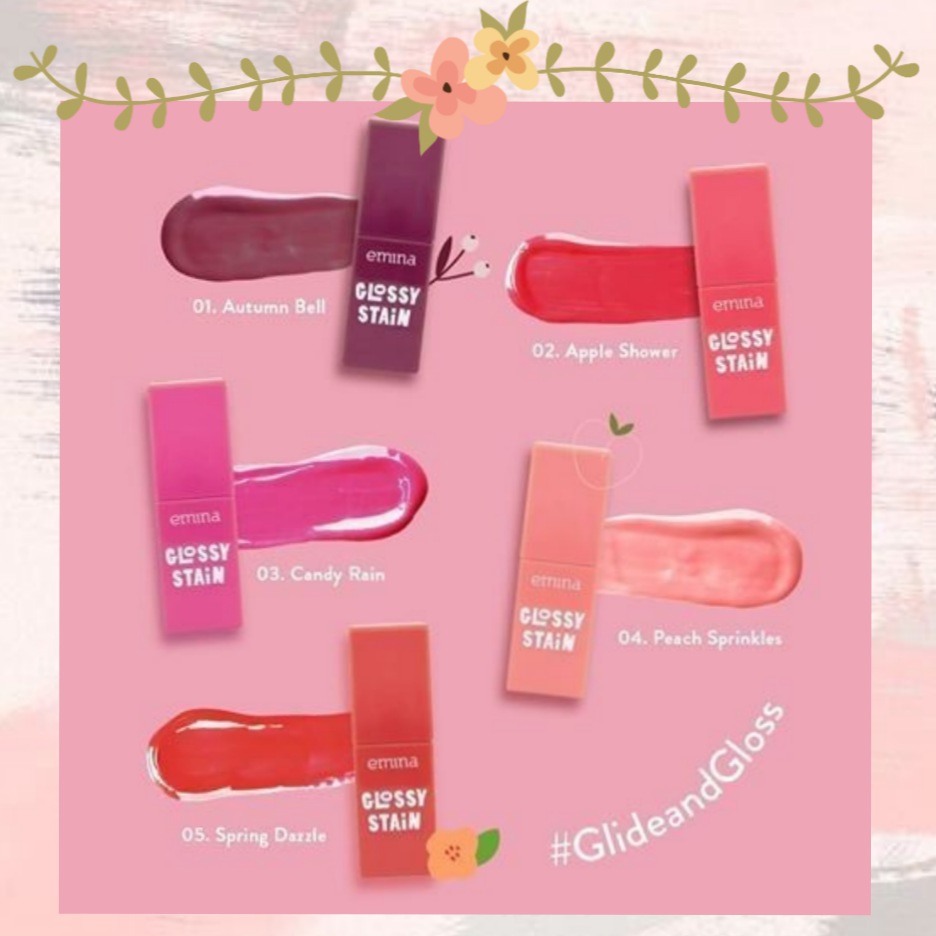 emina
GLOSSY
STAiN
01. Autumn Bell
emina
GLOSSY
STAiN
02. Apple Shower
emina
GLOSSY
STAiN
03. Candy Rain
emina
GLOSSY
STAiN
04. Peach Sprinkles
emina
GLOSSY
STAiN
05. Spring Dazzle
#GlideandGloss